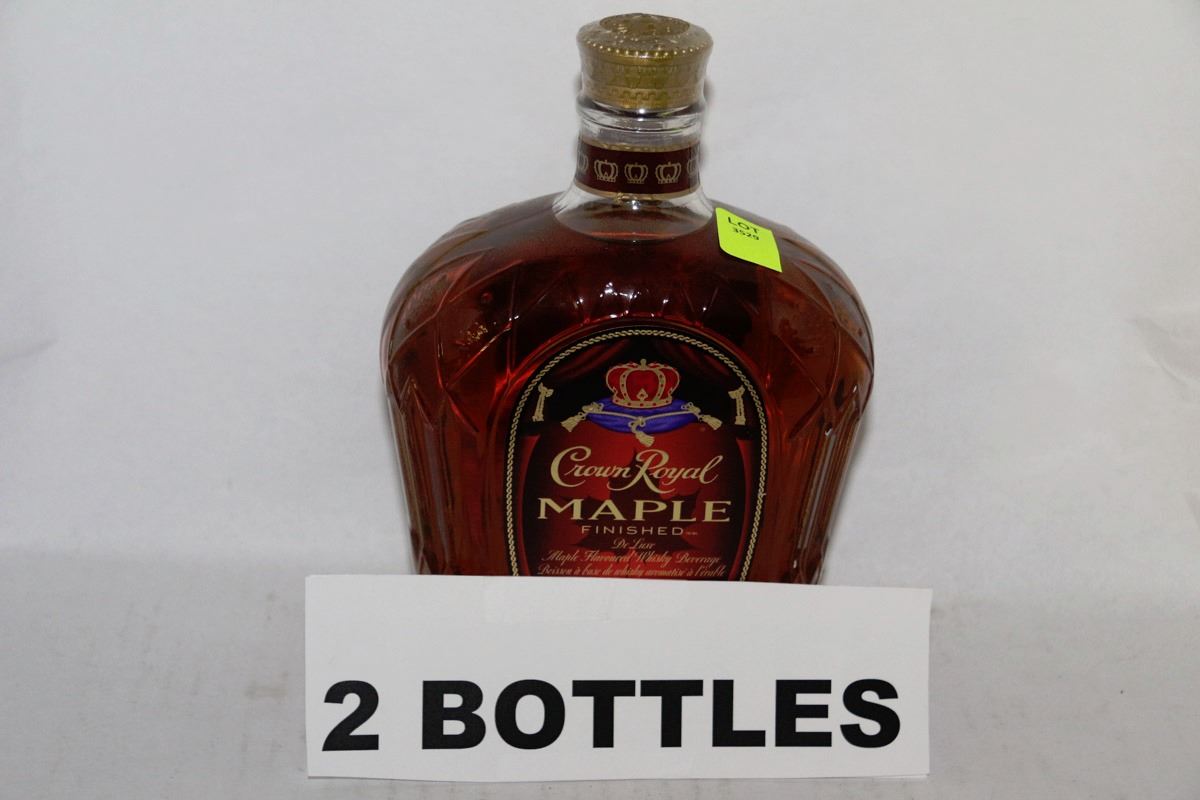 LOT
3529
Crown Royal
MAPLE
FINISHED
De Luxe
Maple Flavoured Whisky Beverage
Boisson à base de whisky aromatisé à l'érable
2 BOTTLES